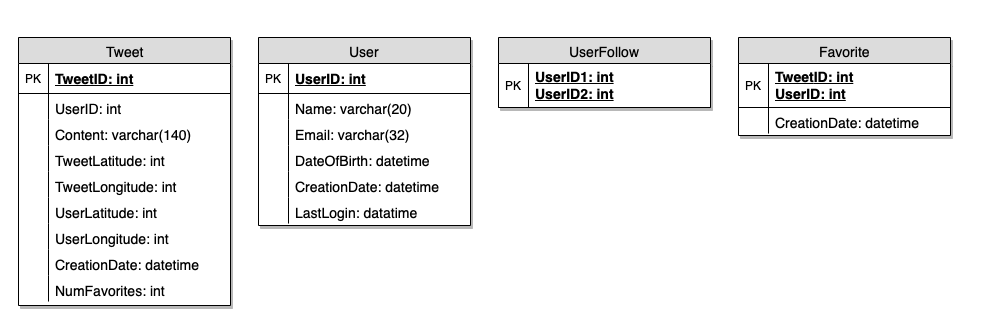 Tweet
PK TweetID: int
UserID: int
Content: varchar(140)
TweetLatitude: int
TweetLongitude: int
UserLatitude: int
UserLongitude: int
CreationDate: datetime
NumFavorites: int
User
PK UserID: int
Name: varchar(20)
Email: varchar(32)
DateOfBirth: datetime
CreationDate: datetime
LastLogin: datatime
UserFollow
PK UserID1: int
UserID2: int
Favorite
PK TweetID: int
UserID: int
CreationDate: datetime